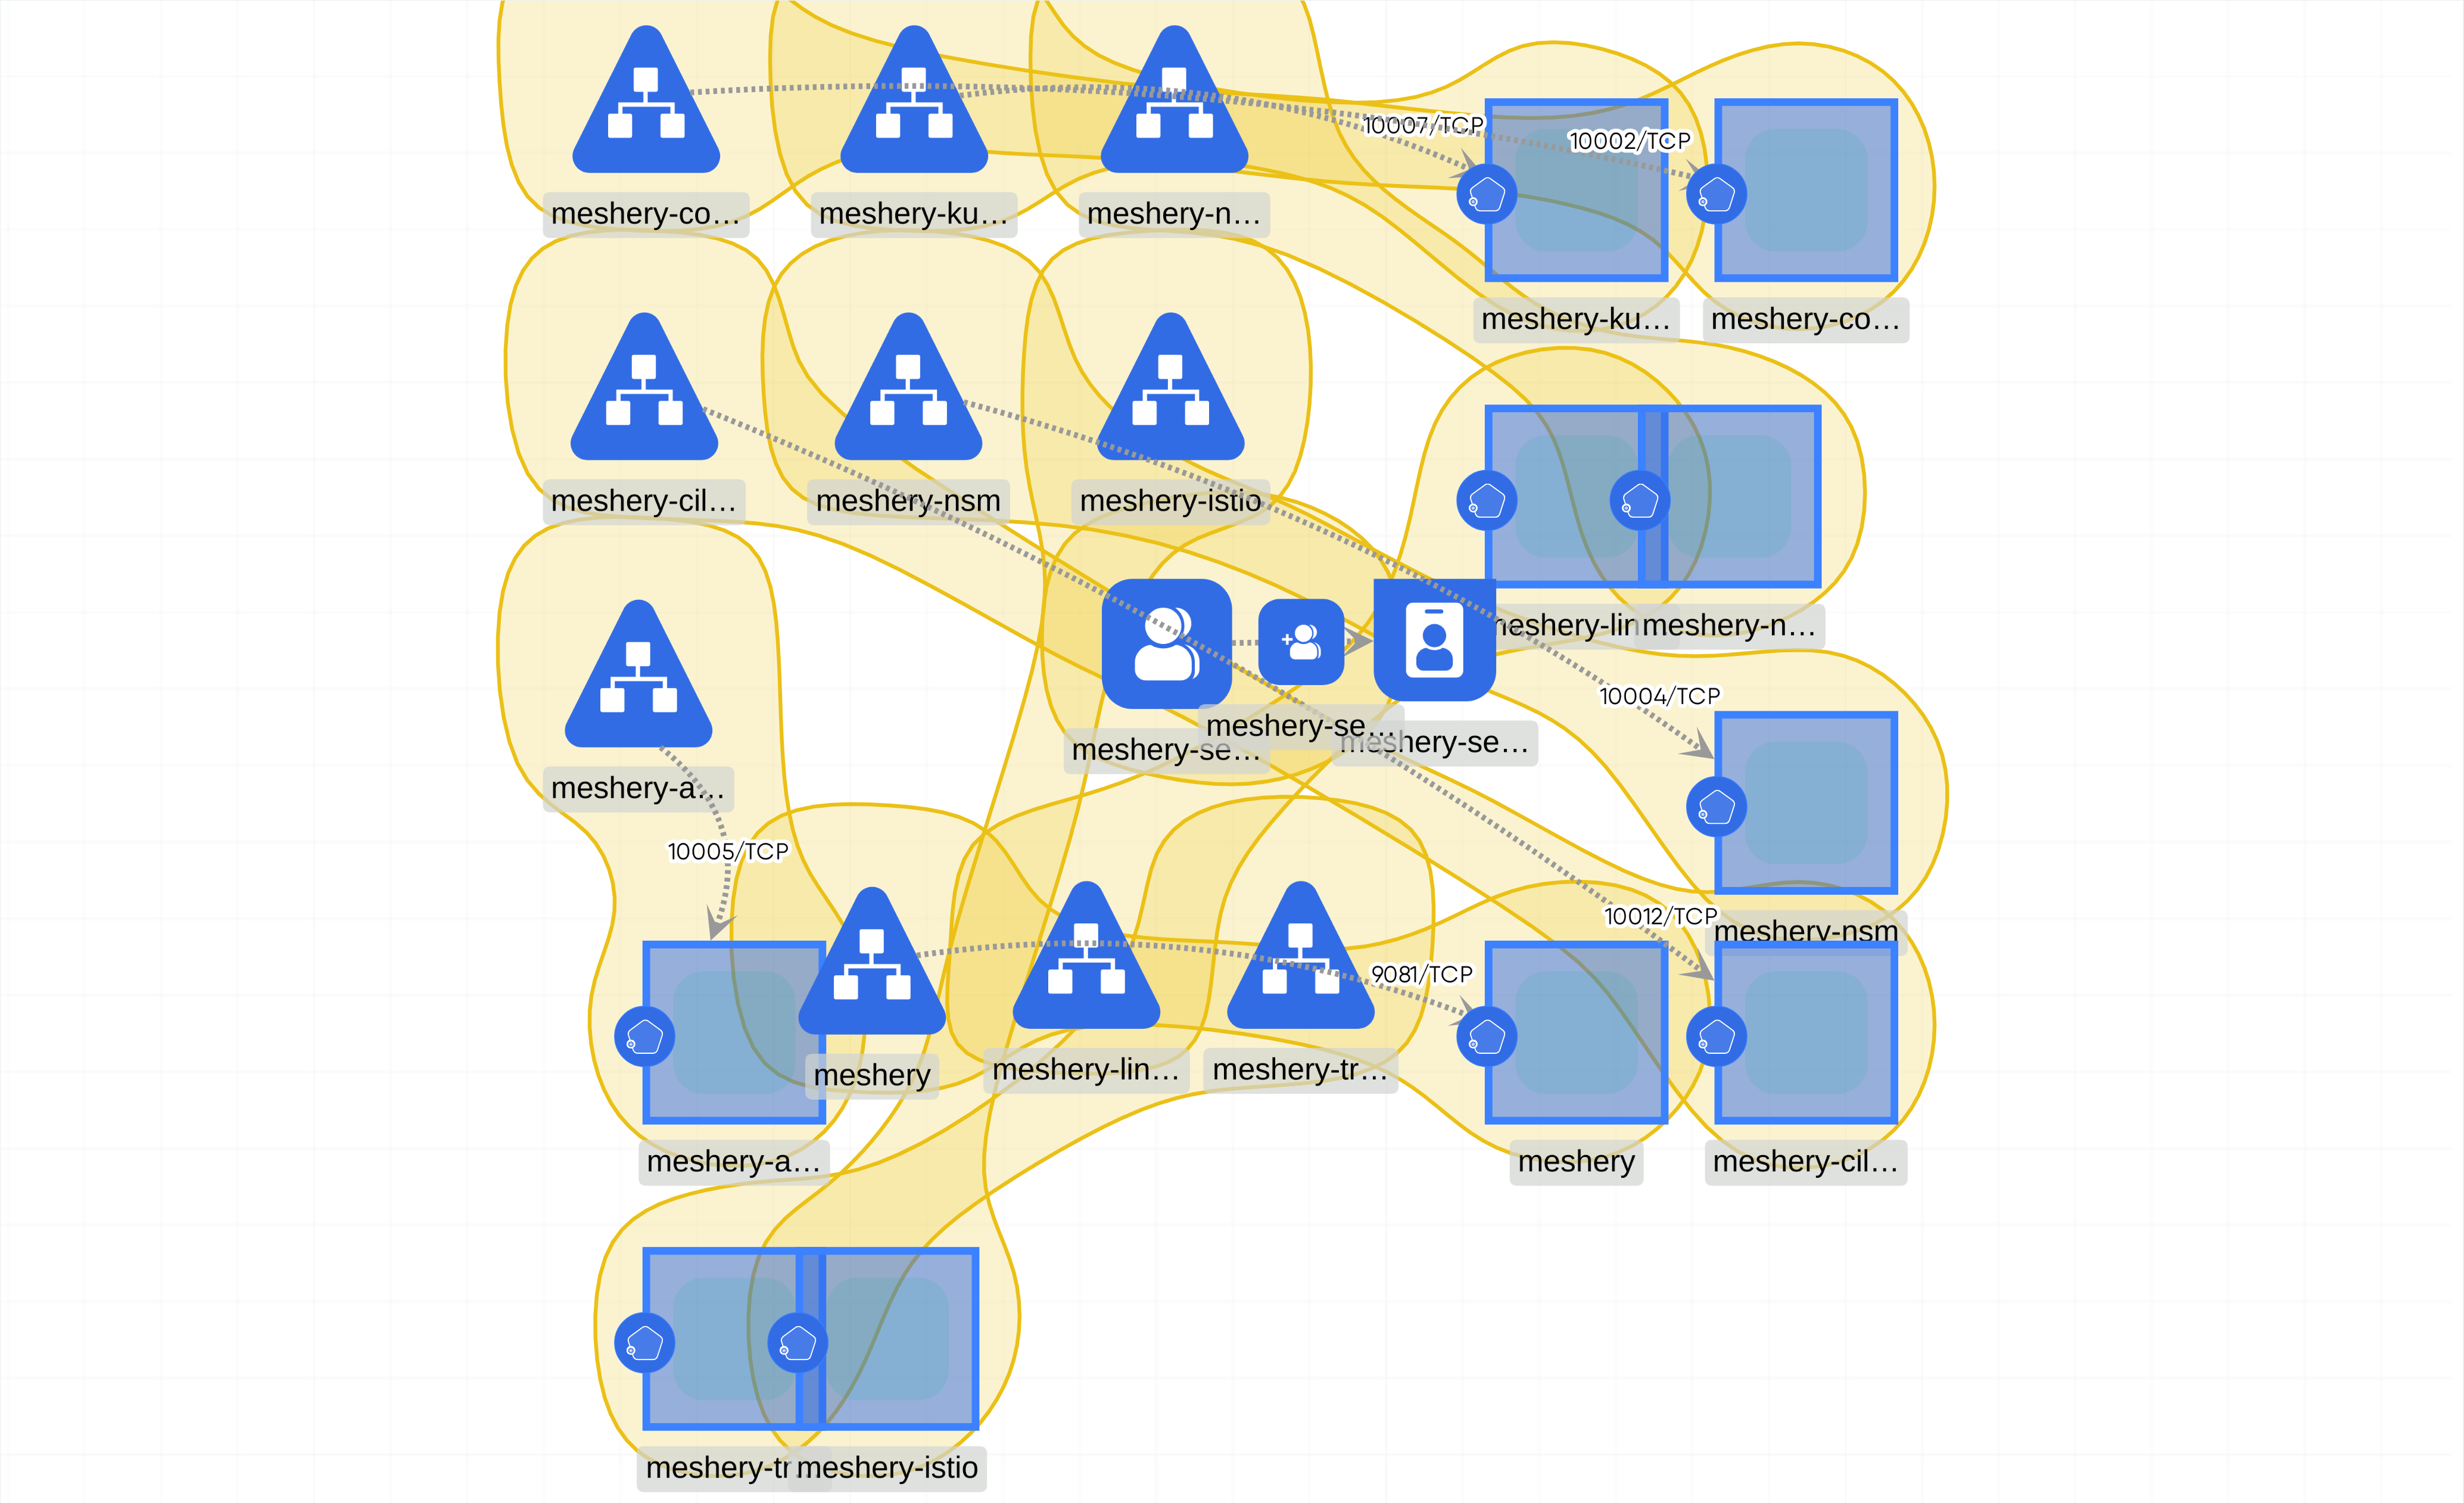 10007/TCP
10002/TCP
meshery-co…
meshery-ku…
meshery-n…
meshery-ku…
meshery-co…
meshery-cil…
meshery-nsm
meshery-istio
meshery-lin
meshery-n…
10004/TCP
meshery-se…
meshery-se…
meshery-se…
meshery-a…
10005/TCP
10012/TCP
meshery-nsm
9081/TCP
meshery
meshery-lin…
meshery-tr…
meshery-a…
meshery
meshery-cil…
meshery-tr…
meshery-istio